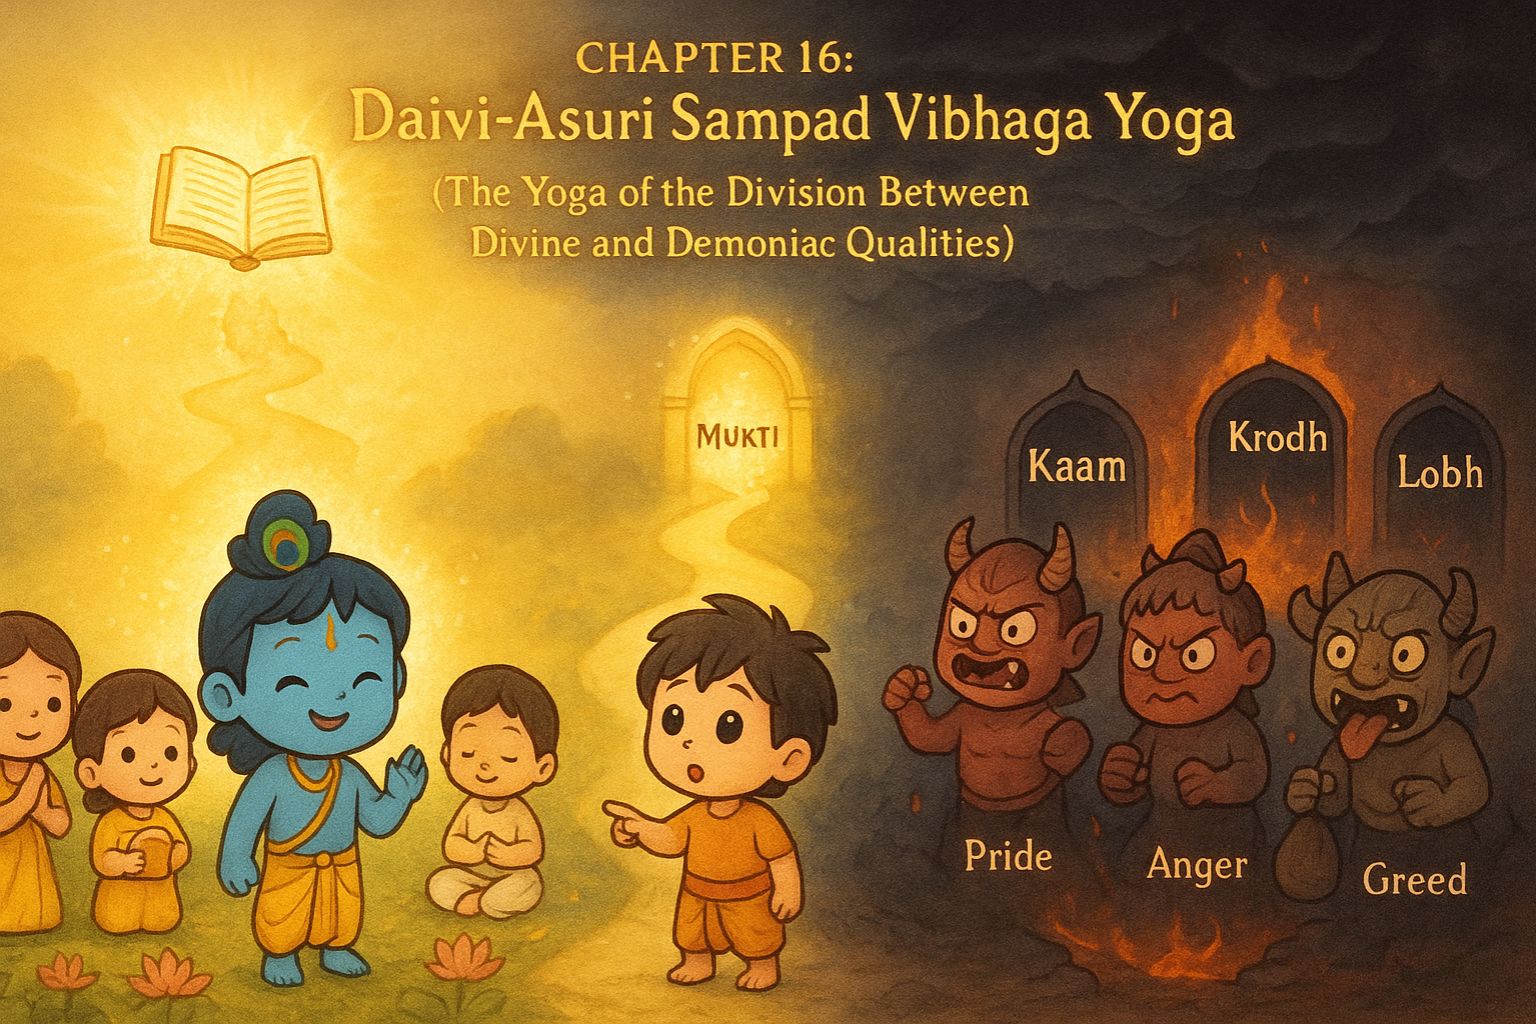 CHAPTER 16:
Daivi-Asuri Sampad Vibhaga Yoga
(The Yoga of the Division Between
Divine and Demoniac Qualities)
MUKTI
Kaam
Krodh
Lobh
Pride
Anger
Greed